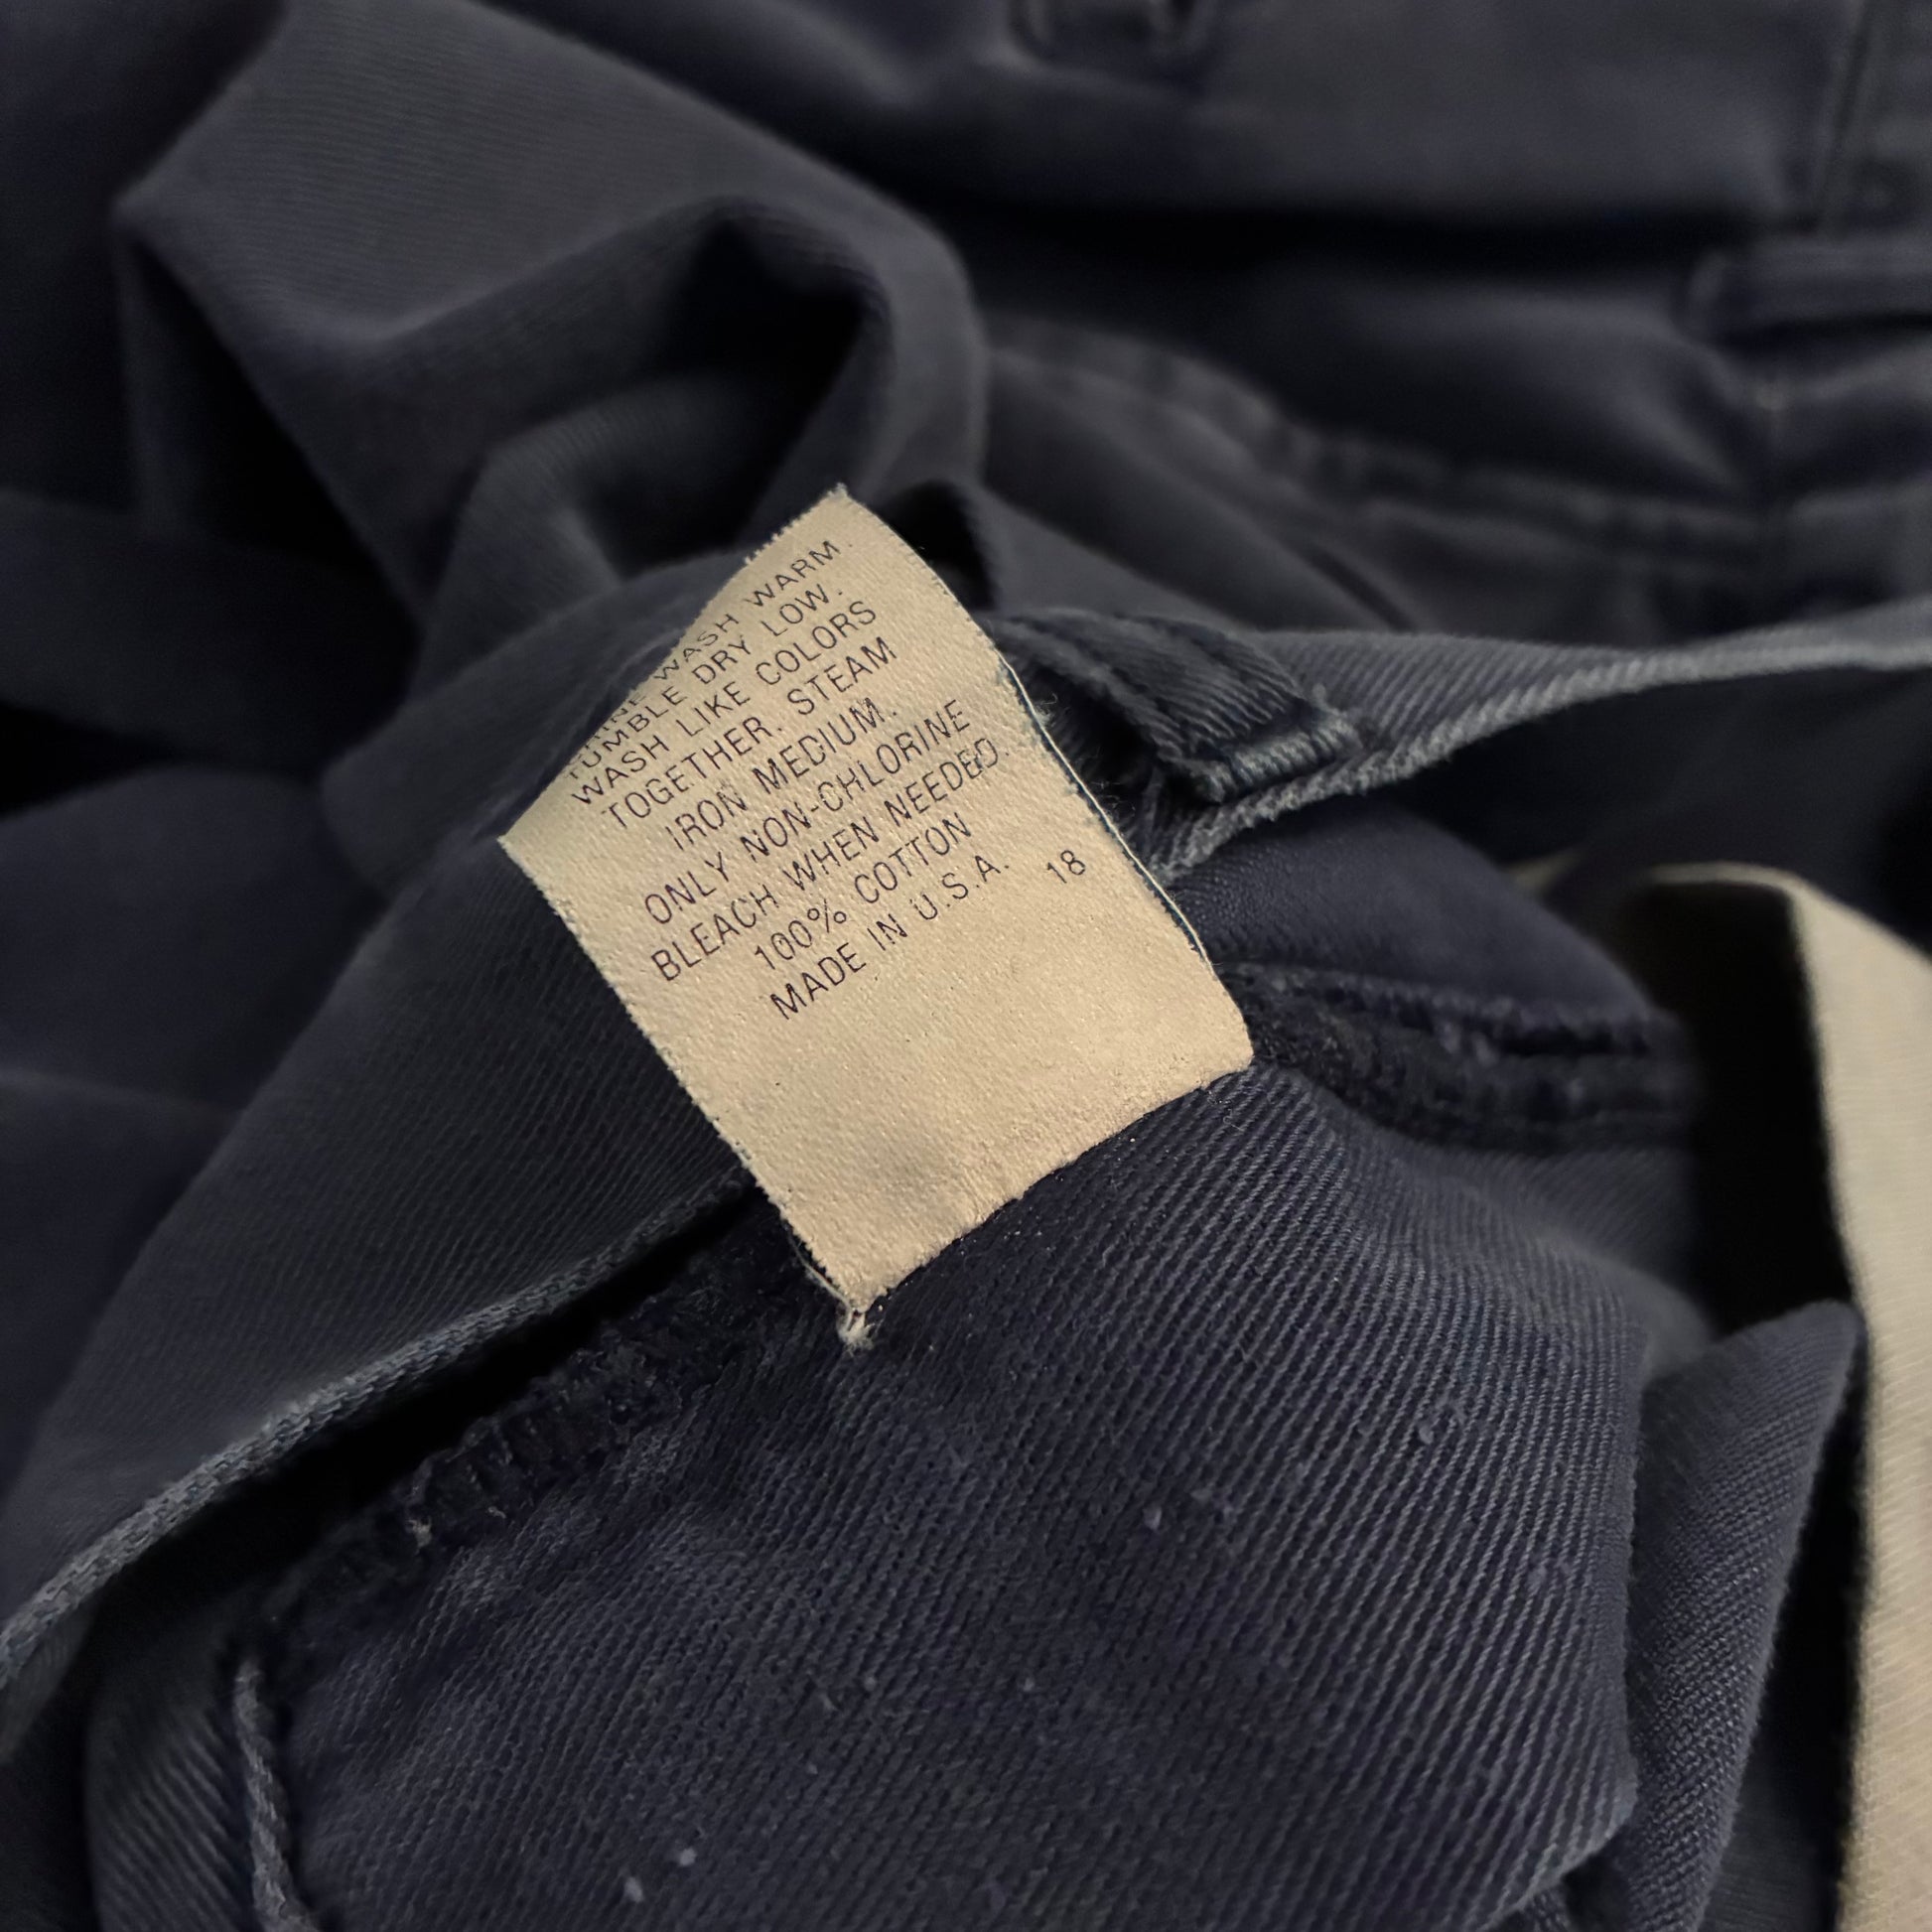 WASH WARM.
TUMBLE DRY LOW.
WASH LIKE COLORS
TOGETHER. STEAM
IRON MEDIUM.
ONLY NON-CHLORINE
BLEACH WHEN NEEDED.
100% COTTON
MADE IN U.S.A. 18